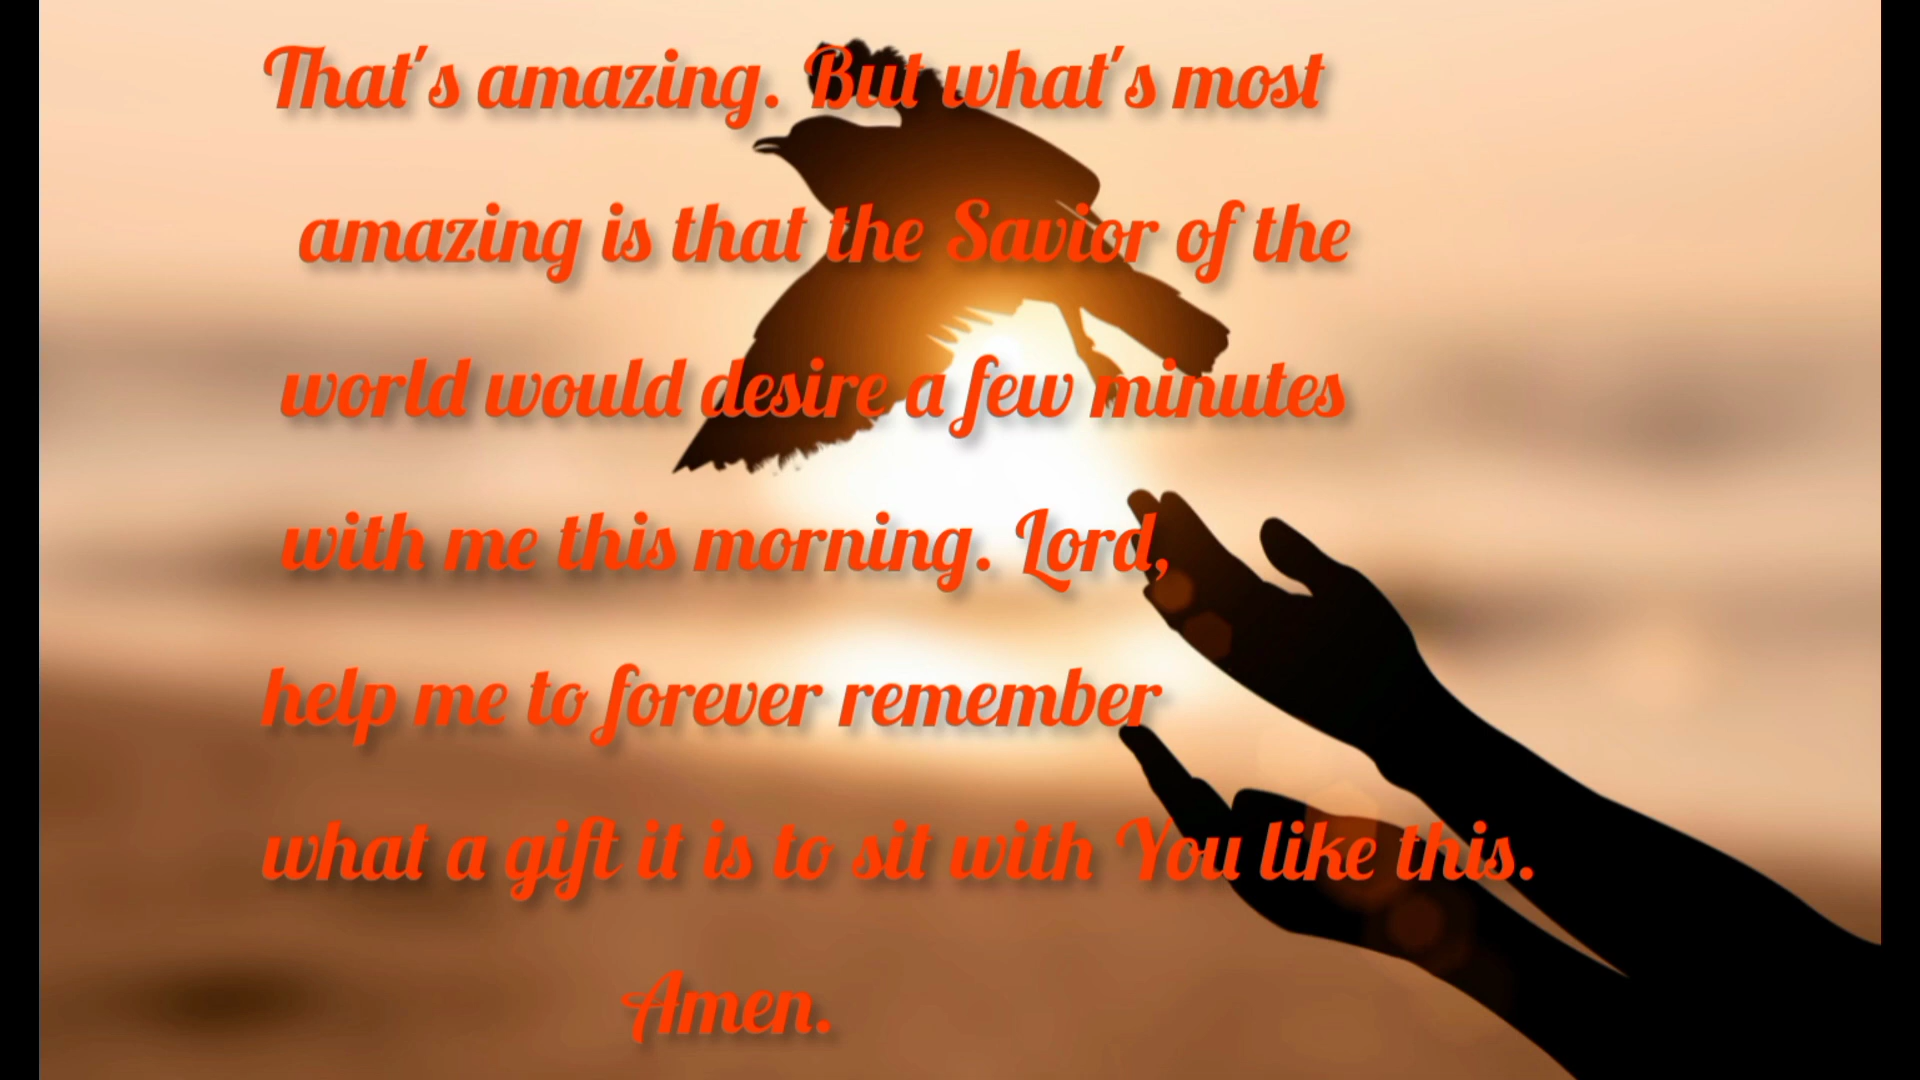 That's amazing. But what's most
amazing is that the Savior of the
world would desire a few minutes
with me this morning. Lord,
help me to forever remember
what a gift it is to sit with You like this.
Amen.